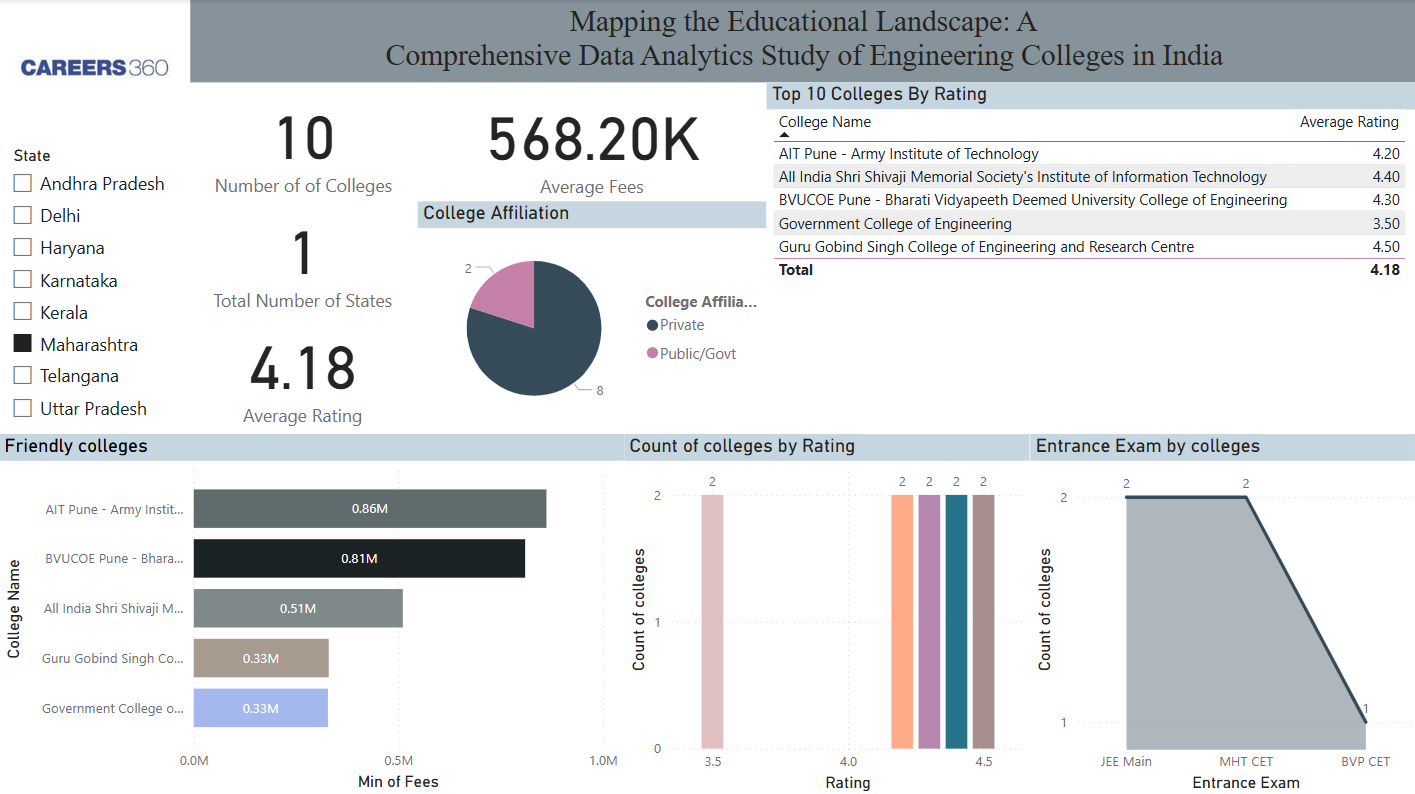 Mapping the Educational Landscape: A
Comprehensive Data Analytics Study of Engineering Colleges in India
CAREERS360
State
Andhra Pradesh
Delhi
Haryana
Karnataka
Kerala
Maharashtra
Telangana
Uttar Pradesh
10
Number of of Colleges
1
Total Number of States
4.18
Average Rating
568.20K
Average Fees
College Affiliation
2
8
College Affilia...
Private
Public/Govt
Top 10 Colleges By Rating
College Name Average Rating
AIT Pune - Army Institute of Technology 4.20
All India Shri Shivaji Memorial Society's Institute of Information Technology 4.40
BVUCOE Pune - Bharati Vidyapeeth Deemed University College of Engineering 4.30
Government College of Engineering 3.50
Guru Gobind Singh College of Engineering and Research Centre 4.50
Total 4.18
Friendly colleges
College Name
AIT Pune - Army Instit... 0.86M
BVUCOE Pune - Bhara... 0.81M
All India Shri Shivaji M... 0.51M
Guru Gobind Singh Co... 0.33M
Government College o... 0.33M
0.0M 0.5M 1.0M
Min of Fees
Count of colleges by Rating
Count of colleges
2 2 2 2 2
2
1
0
3.5 4.0 4.5
Rating
Entrance Exam by colleges
Count of colleges
2 2
2
1
1
JEE Main MHT CET BVP CET
Entrance Exam